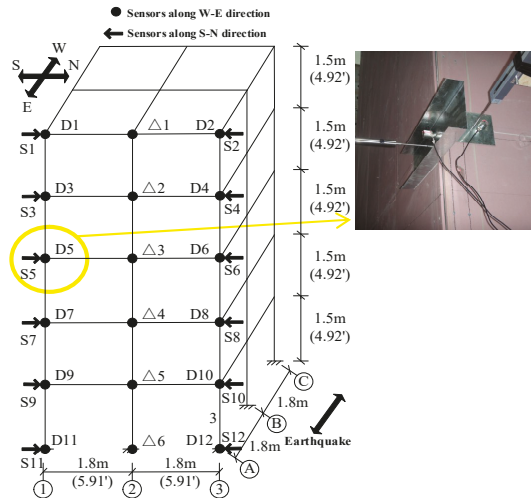 Sensors along W-E direction
Sensors along S-N direction
W
S N
E
1.5m
(4.92')
D1 △1 D2
S1 S2
1.5m
(4.92')
D3 △2 D4
S3 S4
1.5m
(4.92')
D5 △3 D6
S5 S6
1.5m
(4.92')
D7 △4 D8
S7 S8
1.5m
(4.92')
D9 △5 D10
S9 S10
C
3
1.8m
B
D11 △6 D12 S12
1.8m
Earthquake
S11
A
1.8m 1.8m
(5.91') (5.91')
1 2 3